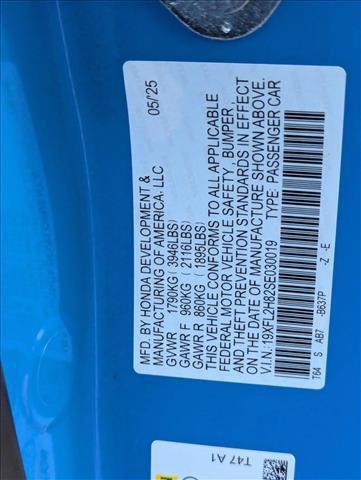 MFD. BY HONDA DEVELOPMENT &
MANUFACTURING OF AMERICA, LLC 05/'25
GVWR 1790KG (3946LBS)
GAWR F 960KG (2116LBS)
GAWR R 860KG (1895LBS)
THIS VEHICLE CONFORMS TO ALL APPLICABLE
FEDERAL MOTOR VEHICLE SAFETY, BUMPER,
AND THEFT PREVENTION STANDARDS IN EFFECT
ON THE DATE OF MANUFACTURE SHOWN ABOVE.
V.I.N. 19XFL2H82SE030019 TYPE: PASSENGER CAR
T64 S AB7 -B637P -Z -E
T47 A1